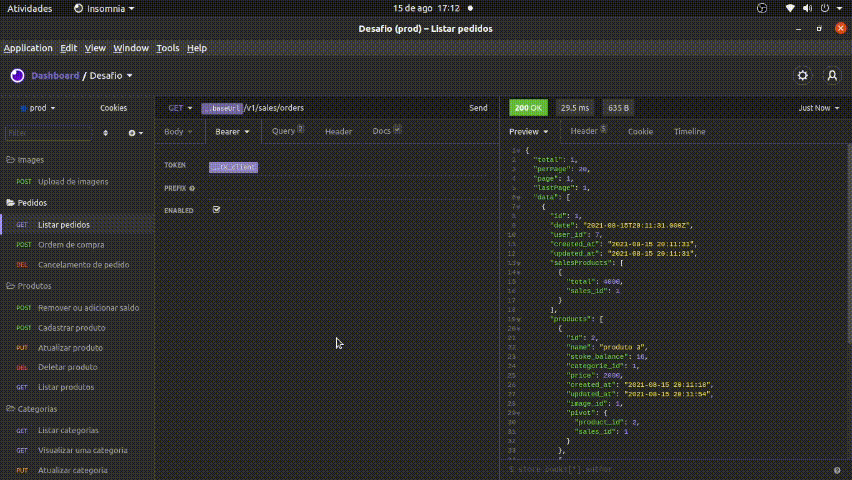 Atividades
Insomnia
15 de ago 17:12
Desafio (prod) – Listar pedidos
Application Edit View Window Tools Help
Dashboard / Desafio
prod
Cookies
GET
_.baseUrl /v1/sales/orders
Send
200 OK
29.5 ms
635 B
Just Now
Filter
Body
Bearer
Query 7
Header
Docs
Preview
Header 5
Cookie
Timeline
Images
POST Upload de imagens
Pedidos
GET Listar pedidos
POST Ordem de compra
DEL Cancelamento de pedido
Produtos
POST Remover ou adicionar saldo
POST Cadastrar produto
PUT Atualizar produto
DEL Deletar produto
GET Listar produtos
Categorias
GET Listar categorias
GET Visualizar uma categoria
PUT Atualizar categoria
TOKEN
PREFIX
ENABLED
1 {
2 "total": 1,
3 "perPage": 20,
4 "page": 1,
5 "lastPage": 1,
6 "data": [
7 {
8 "id": 1,
9 "date": "2021-08-15T20:11:31.000Z",
10 "user_id": 7,
11 "created_at": "2021-08-15 20:11:31",
12 "updated_at": "2021-08-15 20:11:31",
13 "salesProducts": [
14 {
15 "total": 4000,
16 "sales_id": 1
17 }
18 ],
19 "products": [
20 {
21 "id": 2,
22 "name": "produto 3",
23 "stoke_balance": 10,
24 "categorie_id": 1,
25 "price": 2000,
26 "created_at": "2021-08-15 20:11:10",
27 "updated_at": "2021-08-15 20:11:54",
28 "image_id": 1,
29 "pivot": {
30 "product_id": 2,
31 "sales_id": 1
32 }
33 },
$.store.books[*].author